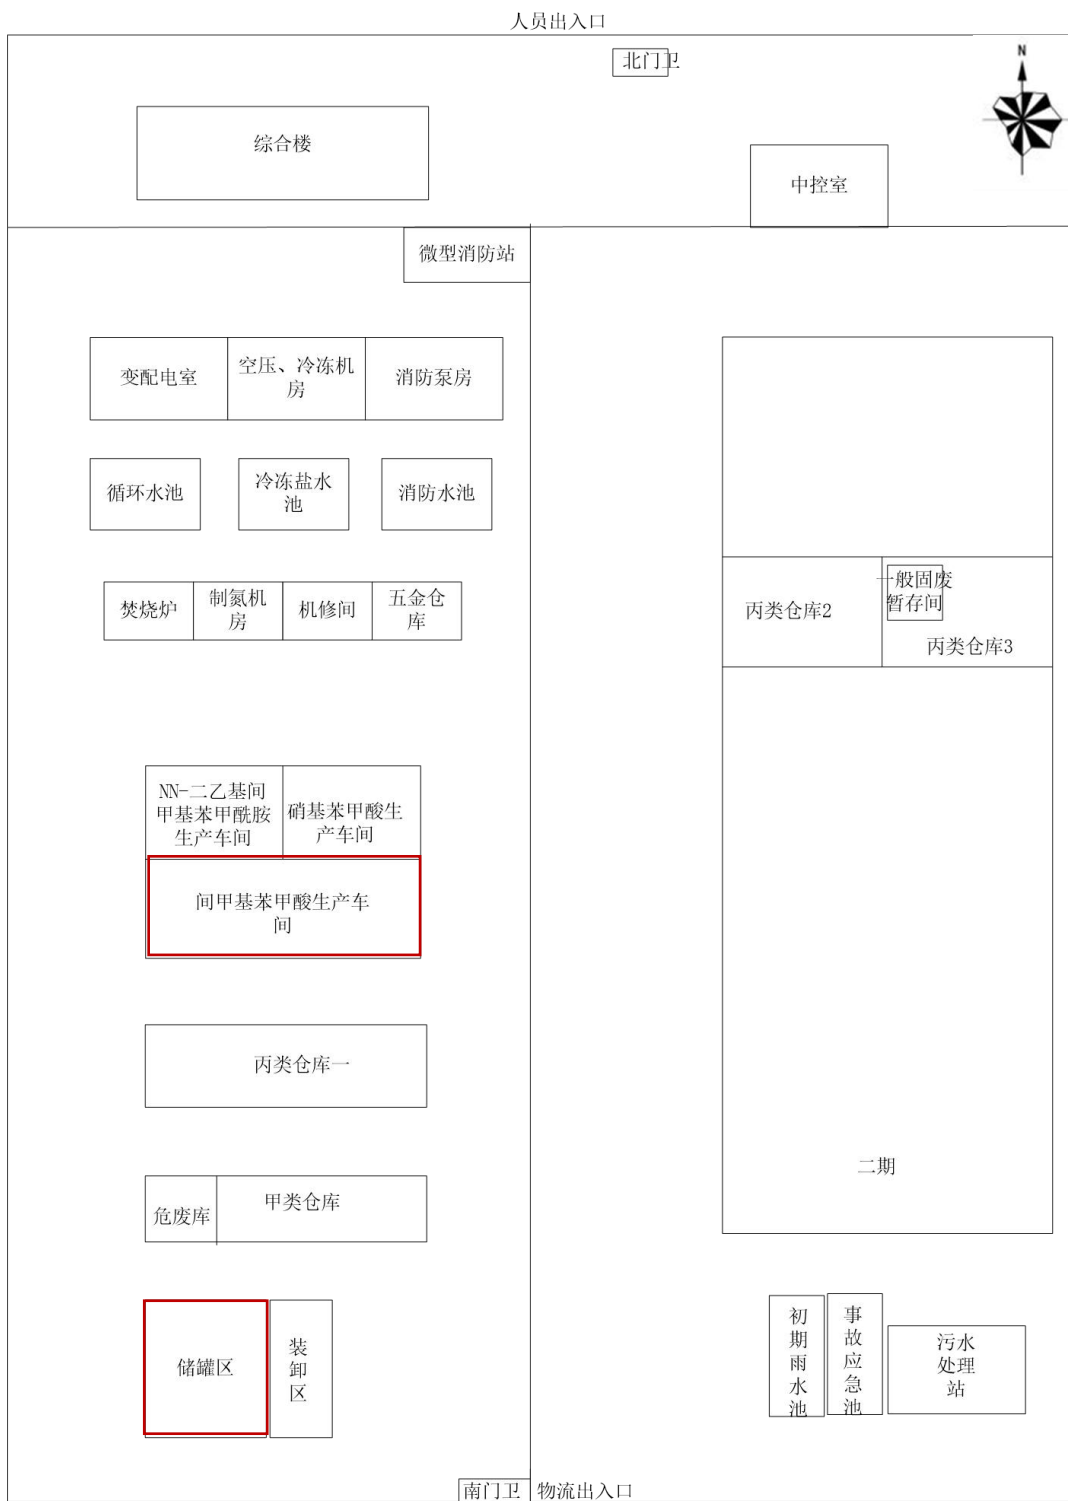 人员出入口
北门卫
N
综合楼
中控室
微型消防站
变配电室
空压、冷冻机
房
消防泵房
循环水池
冷冻盐水
池
消防水池
焚烧炉
制氮机
房
机修间
五金仓
库
丙类仓库2
一般固废
暂存间
丙类仓库3
NN-二乙基间
甲基苯甲酰胺
生产车间
硝基苯甲酸生
产车间
间甲基苯甲酸生产车
间
丙类仓库一
二期
危废库
甲类仓库
储罐区
装
卸
区
初
期
雨
水
池
事
故
应
急
池
污水
处理
站
南门卫
物流出入口